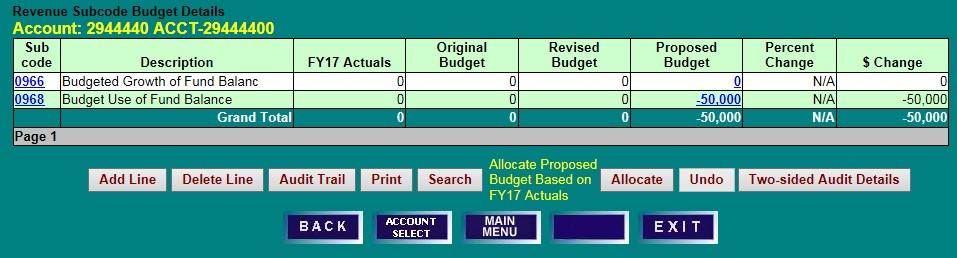 Revenue Subcode Budget Details
Account: 2944440 ACCT-29444400
Sub code Description FY17 Actuals Original Budget Revised Budget Proposed Budget Percent Change $ Change
0966 Budgeted Growth of Fund Balanc 0 0 0 0 N/A 0
0968 Budget Use of Fund Balance 0 0 0 -50,000 N/A -50,000
Grand Total 0 0 0 -50,000 N/A -50,000
Page 1
Add Line Delete Line Audit Trail Print Search Allocate Proposed Budget Based on FY17 Actuals Allocate Undo Two-sided Audit Details
BACK ACCOUNT SELECT MAIN MENU EXIT